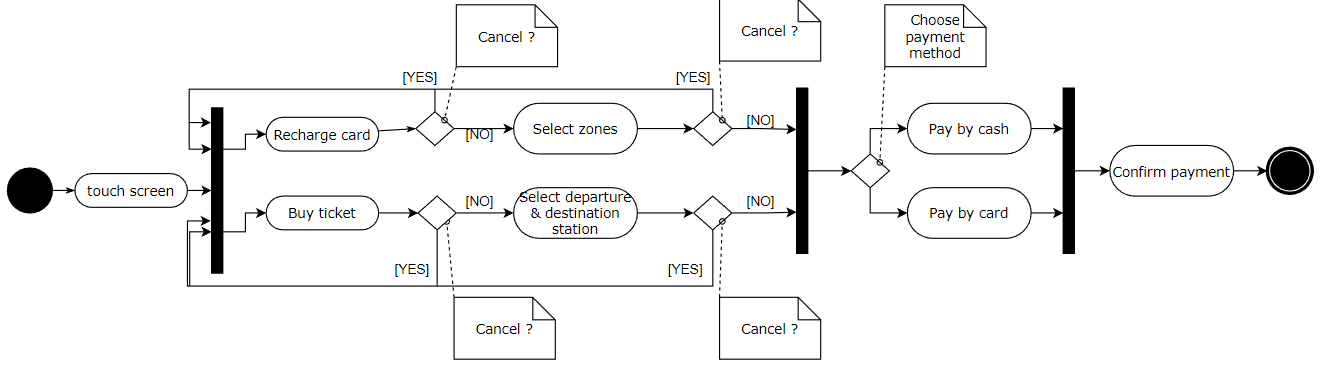 Cancel ?
Cancel ?
Choose
payment
method
[YES]
[YES]
Recharge card
[NO]
Select zones
[NO]
Pay by cash
touch screen
Confirm payment
Buy ticket
[NO]
Select departure
& destination
station
[NO]
Pay by card
[YES]
[YES]
Cancel ?
Cancel ?